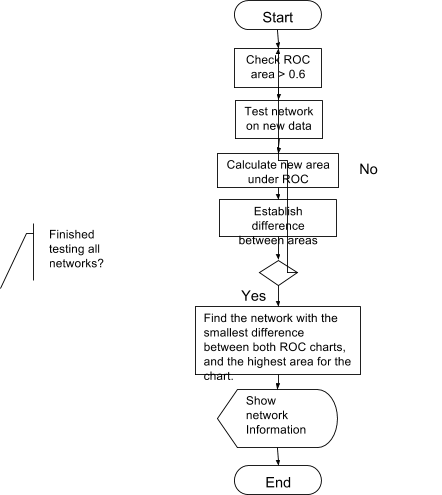 Start
Check ROC
area > 0.6
Test network
on new data
Calculate new area
under ROC
No
Establish
difference
between areas
Finished
testing all
networks?
Yes
Find the network with the
smallest difference
between both ROC charts,
and the highest area for the
chart.
Show
network
Information
End